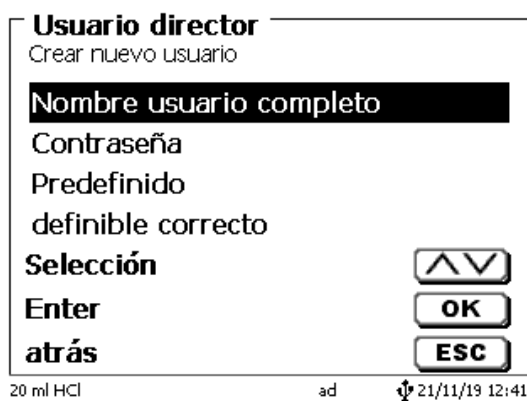 Usuario director
Crear nuevo usuario
Nombre usuario completo
Contraseña
Predefinido
definible correcto
Selección
Enter OK
atrás ESC
20 ml HCl ad 21/11/19 12:41